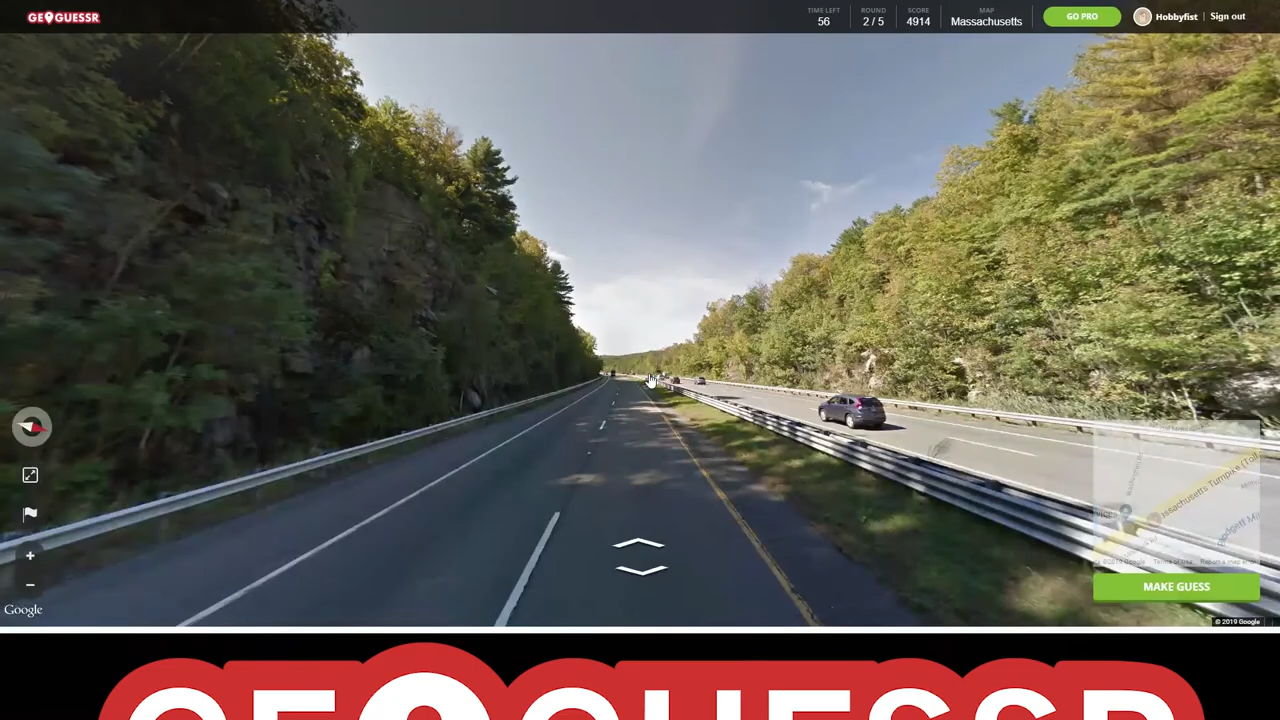 GEOGUESSR
TIME LEFT
56
ROUND
2 / 5
SCORE
4914
MAP
Massachusetts
GO PRO
Hobbyfist
Sign out
Google
MAKE GUESS
© 2019 Google
GEOGUESSR